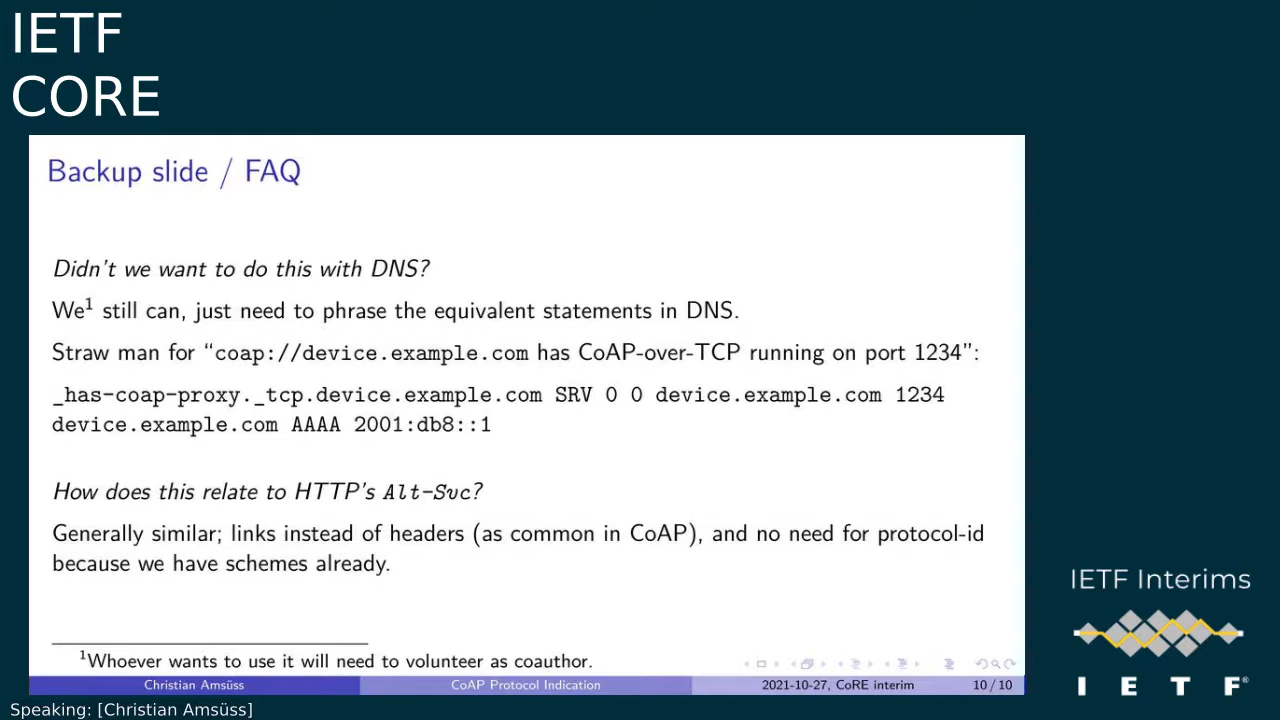 IETF
CORE
Backup slide / FAQ
Didn't we want to do this with DNS?
We¹ still can, just need to phrase the equivalent statements in DNS.
Straw man for “coap://device.example.com has CoAP-over-TCP running on port 1234”:
_has-coap-proxy._tcp.device.example.com SRV 0 0 device.example.com 1234
device.example.com AAAA 2001:db8::1
How does this relate to HTTP's Alt-Svc?
Generally similar; links instead of headers (as common in CoAP), and no need for protocol-id
because we have schemes already.
¹Whoever wants to use it will need to volunteer as coauthor.
Christian Amsüss CoAP Protocol Indication 2021-10-27, CoRE interim 10 / 10
IETF Interims
I E T F®
Speaking: [Christian Amsüss]